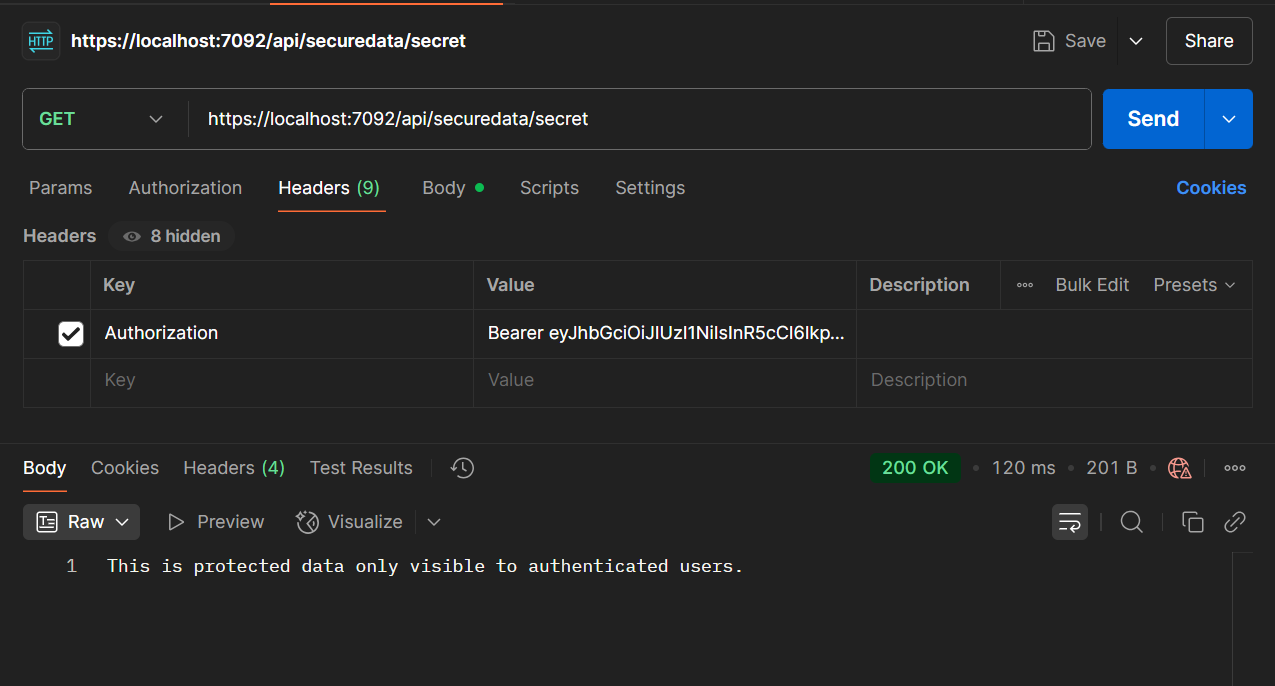 HTTP https://localhost:7092/api/securedata/secret Save Share
GET https://localhost:7092/api/securedata/secret Send
Params Authorization Headers (9) Body Scripts Settings Cookies
Headers 8 hidden
Key Value Description Bulk Edit Presets
Authorization Bearer eyJhbGciOiJIUzI1NiIsInR5cCI6Ikp...
Key Value Description
Body Cookies Headers (4) Test Results 200 OK 120 ms 201 B
Raw Preview Visualize
1 This is protected data only visible to authenticated users.